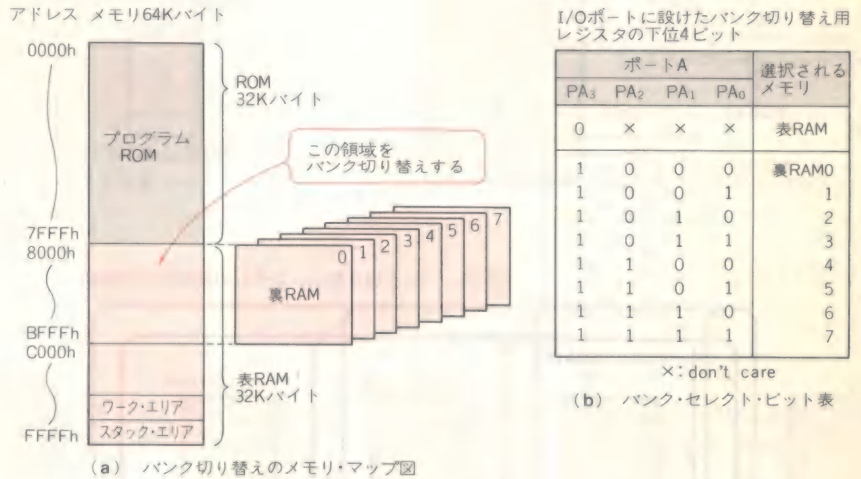 アドレス メモリ64Kバイト
0000h
プログラム
ROM
ROM
32Kバイト
この領域を
バンク切り替えする
7FFFh
8000h
0 1 2 3 4 5 6 7
裏RAM
BFFFh
C000h
表RAM
32Kバイト
ワーク・エリア
スタック・エリア
FFFFh
(a) バンク切り替えのメモリ・マップ図
I/Oポートに設けたバンク切り替え用
レジスタの下位4ビット
ポートA 選択される
メモリ
PA3 PA2 PA1 PA0
0 × × × 表RAM
1 0 0 0 裏RAM0
1 0 0 1 1
1 0 1 0 2
1 0 1 1 3
1 1 0 0 4
1 1 0 1 5
1 1 1 0 6
1 1 1 1 7
×:don't care
(b) バンク・セレクト・ビット表